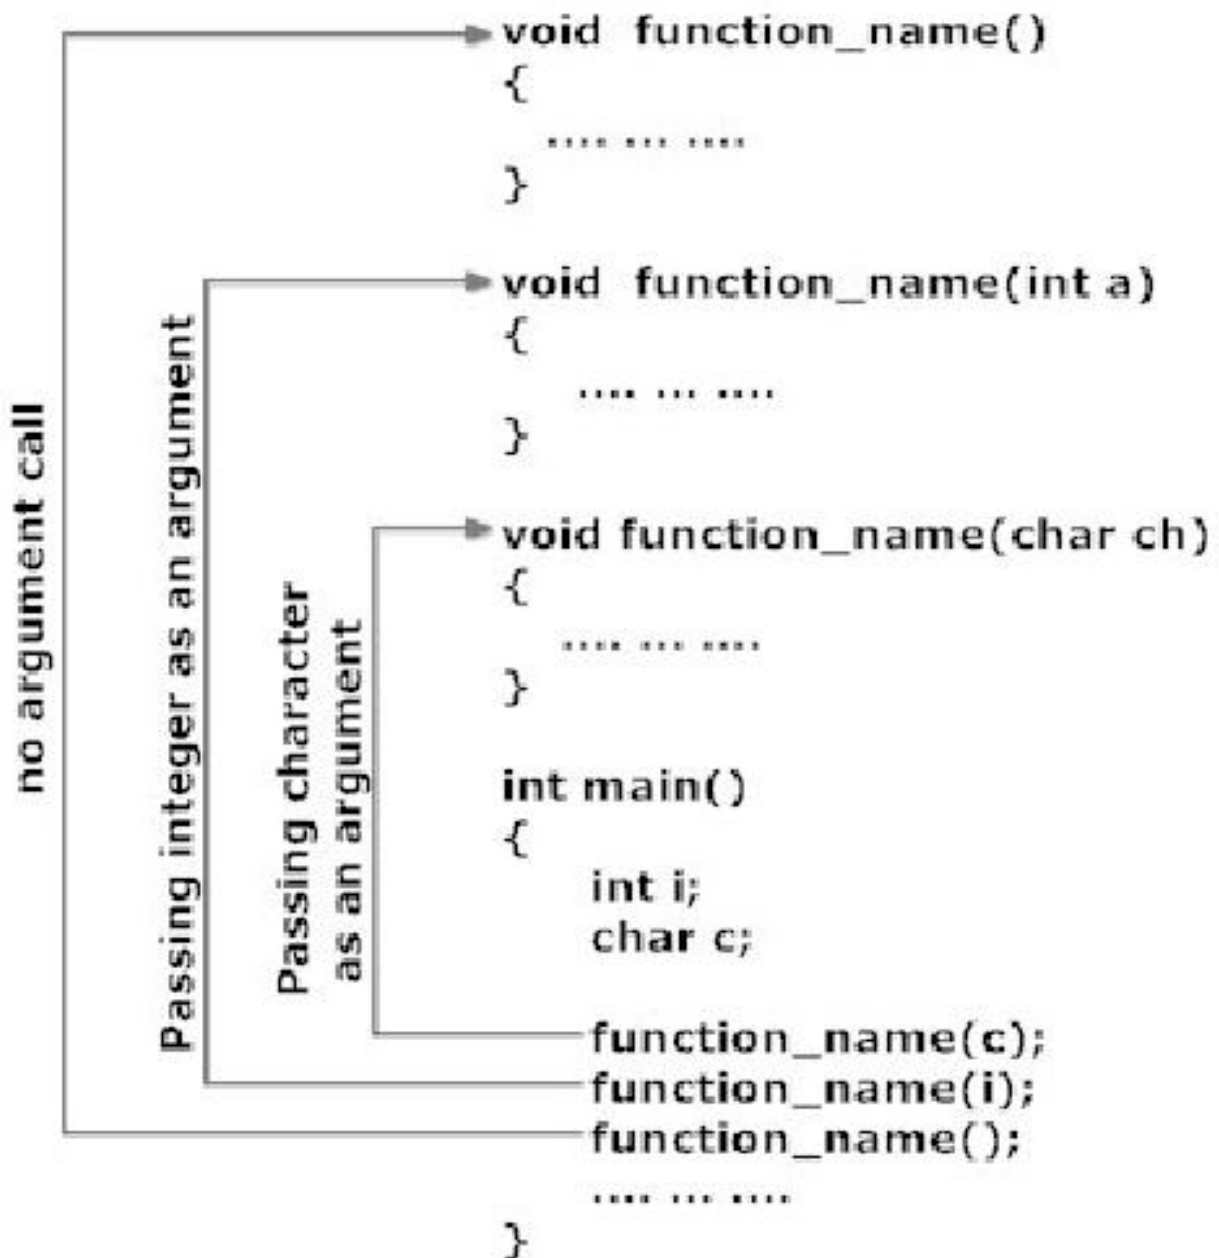 void function_name()
{
.... ... ....
}
void function_name(int a)
{
.... ... ....
}
void function_name(char ch)
{
.... ... ....
}
int main()
{
int i;
char c;
function_name(c);
function_name(i);
function_name();
.... ... ....
}
no argument call
Passing integer as an argument
Passing character
as an argument